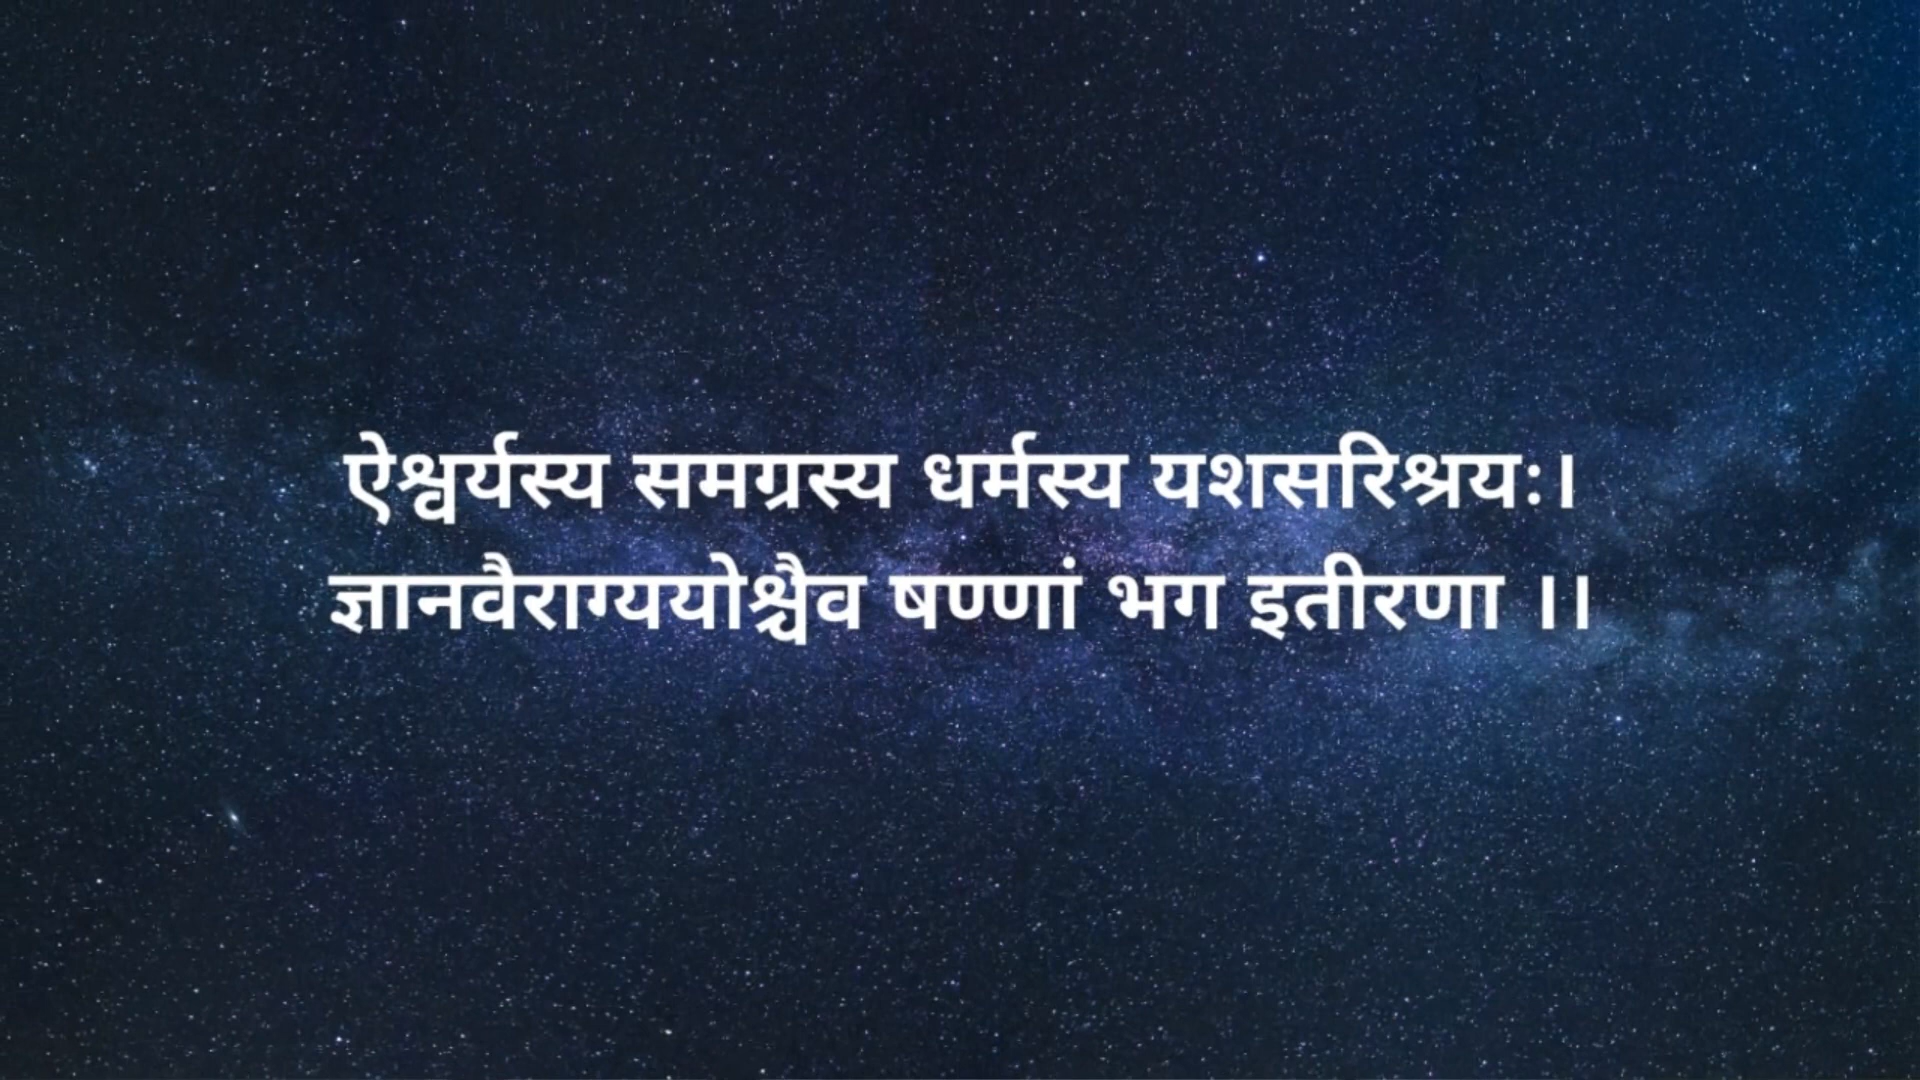 ऐश्वर्यस्य समग्रस्य धर्मस्य यशसरिश्रयः।
ज्ञानवैराग्ययोश्चैव षण्णां भग इतीरणा ।।